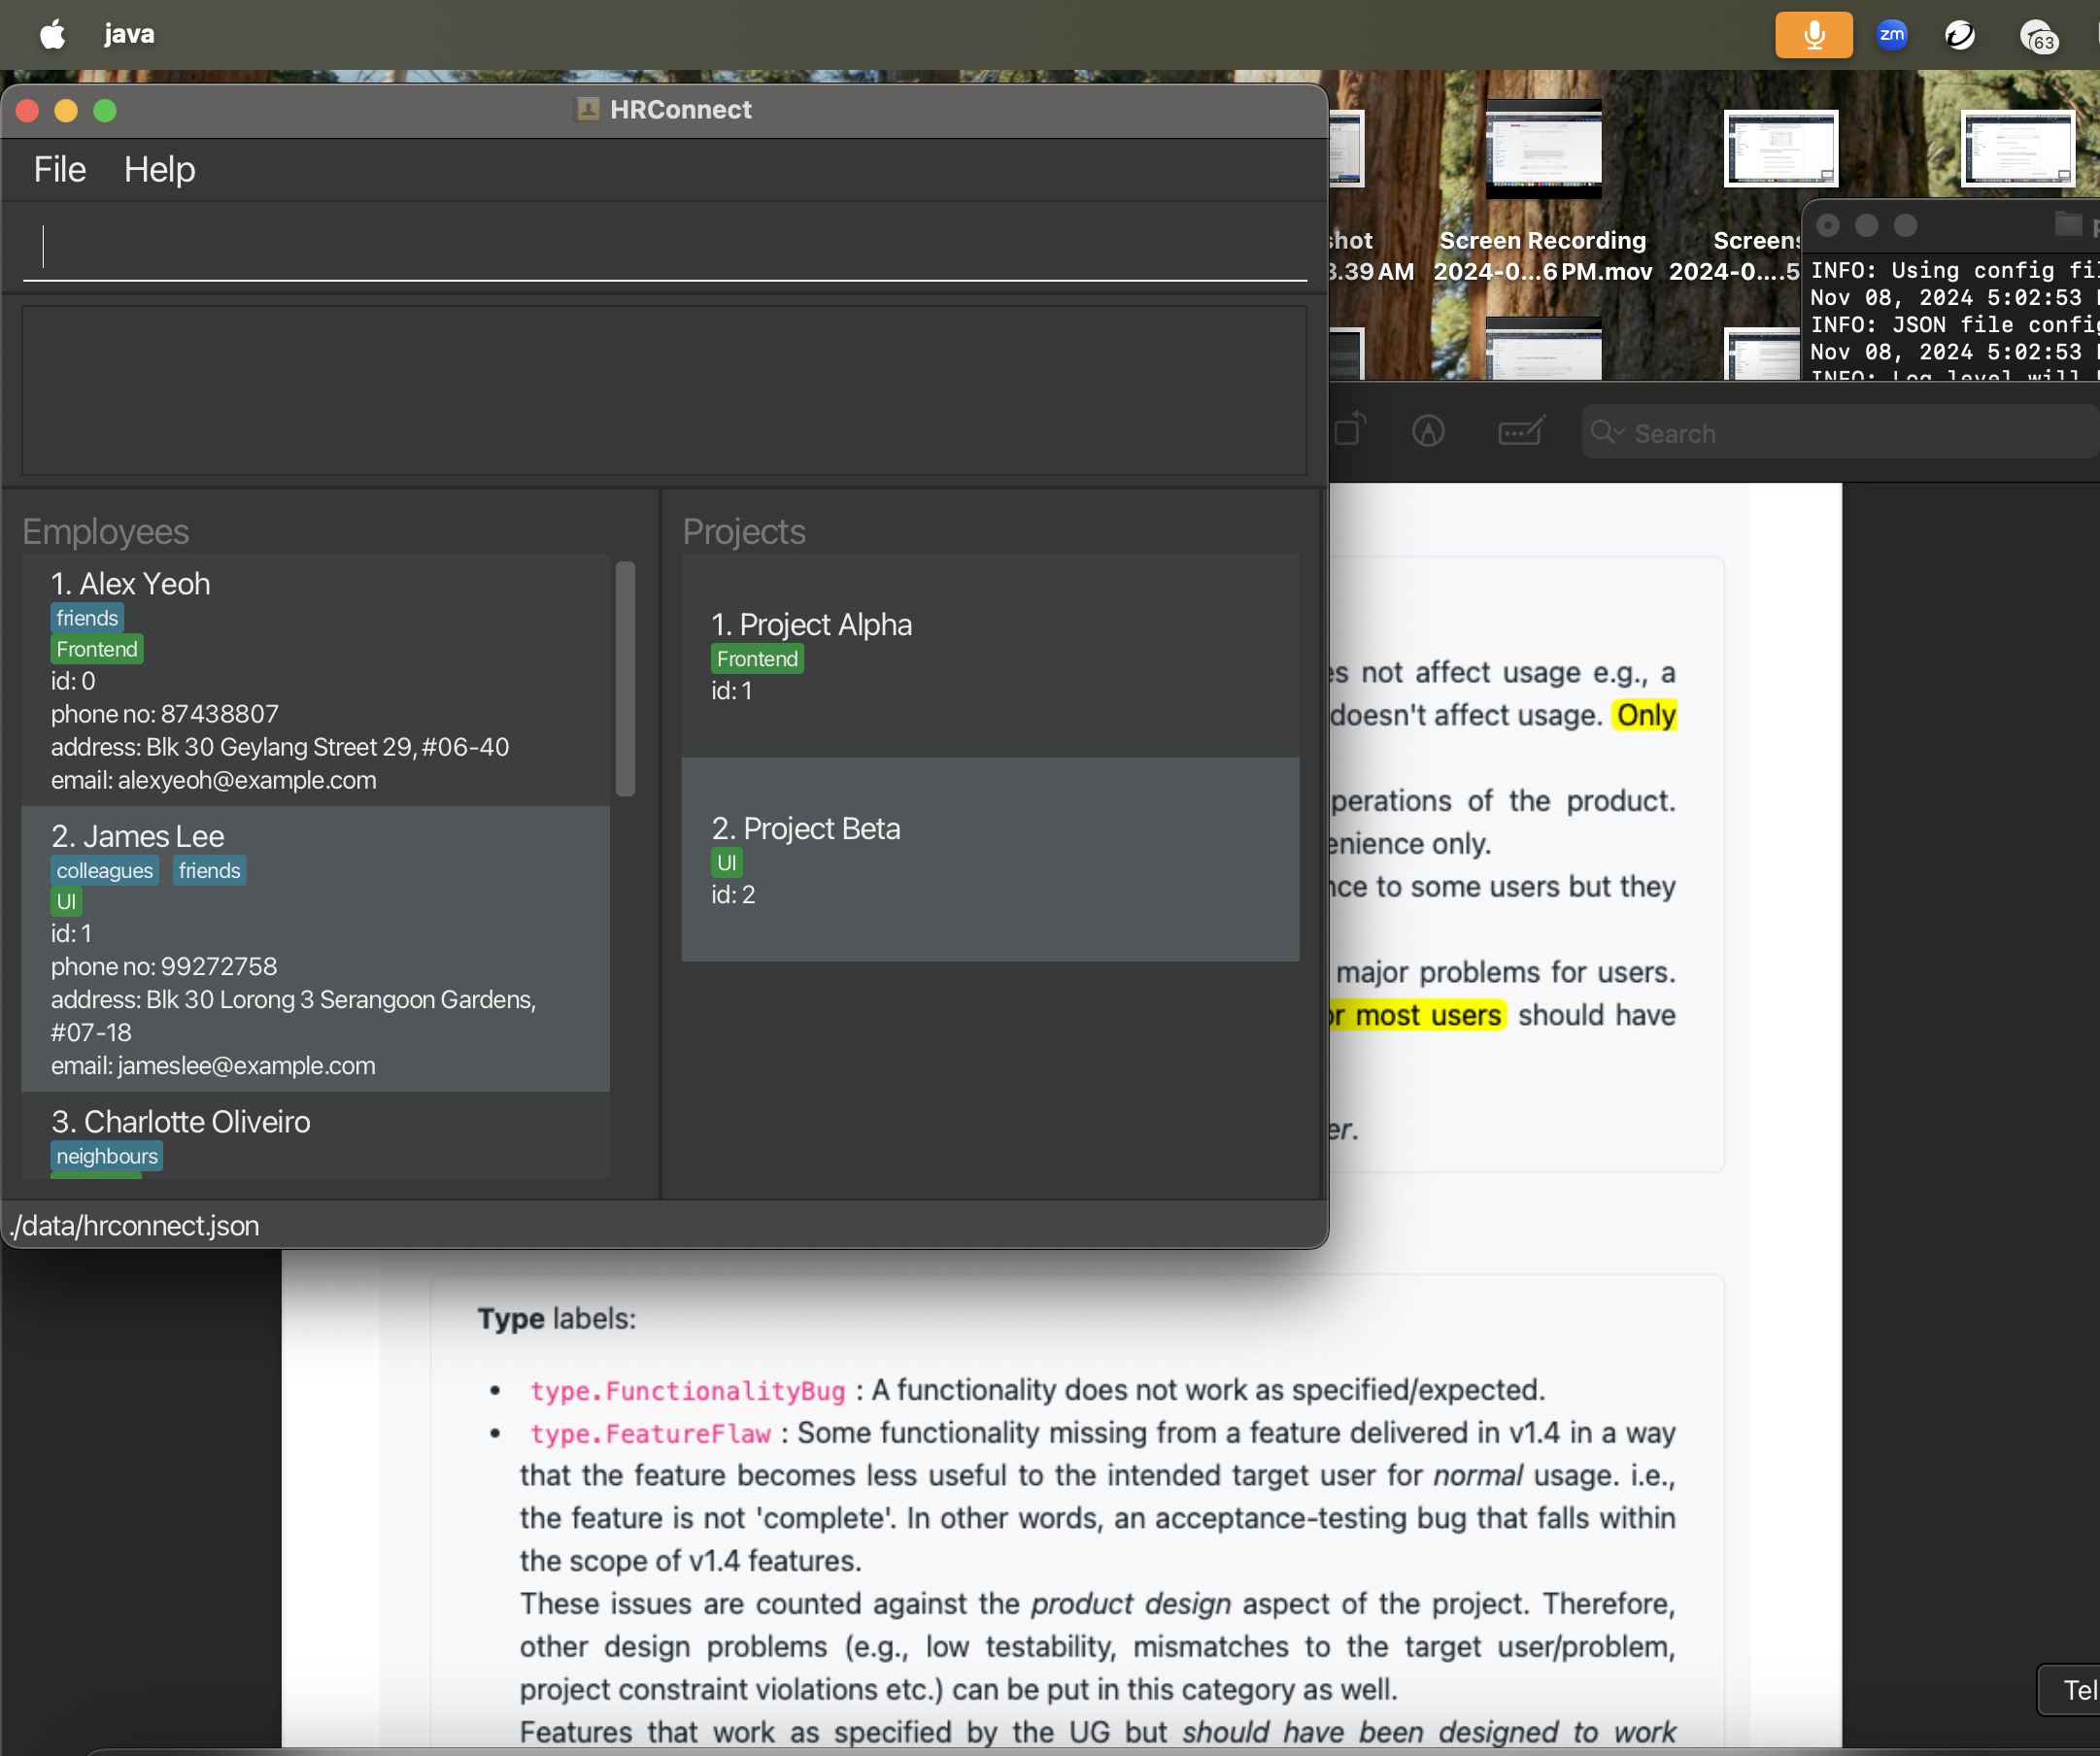 java
zm
63
HRConnect
File Help
Employees
1. Alex Yeoh
friends
Frontend
id: 0
phone no: 87438807
address: Blk 30 Geylang Street 29, #06-40
email: alexyeoh@example.com
2. James Lee
colleagues friends
UI
id: 1
phone no: 99272758
address: Blk 30 Lorong 3 Serangoon Gardens,
#07-18
email: jameslee@example.com
3. Charlotte Oliveiro
neighbours
Projects
1. Project Alpha
Frontend
id: 1
2. Project Beta
UI
id: 2
./data/hrconnect.json
3.39 AM
Screen Recording
2024-0...6 PM.mov
2024-0....5
INFO: Using config
Nov 08, 2024 5:02:53
INFO: JSON file
Nov 08, 2024 5:02:53
INFO: Log level will
Search
not affect usage e.g., a
doesn't affect usage. Only
of the product.
only.
to some users but they
major problems for users.
most users should have
Type labels:
• type.FunctionalityBug : A functionality does not work as specified/expected.
• type.FeatureFlaw : Some functionality missing from a feature delivered in v1.4 in a way
that the feature becomes less useful to the intended target user for normal usage. i.e.,
the feature is not 'complete'. In other words, an acceptance-testing bug that falls within
the scope of v1.4 features.
These issues are counted against the product design aspect of the project. Therefore,
other design problems (e.g., low testability, mismatches to the target user/problem,
project constraint violations etc.) can be put in this category as well.
Features that work as specified by the UG but should have been designed to work
Tel